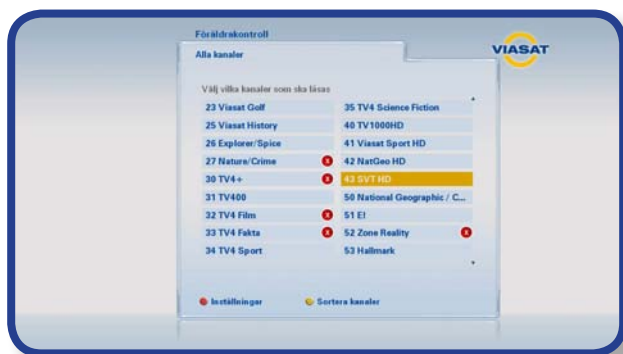 Föräldrakontroll
Alla kanaler
VIASAT
Välj vilka kanaler som ska låsas
23 Viasat Golf
25 Viasat History
26 Explorer/Spice
27 Nature/Crime x
30 TV4+ x
31 TV400
32 TV4 Film x
33 TV4 Fakta x
34 TV4 Sport
35 TV4 Science Fiction
40 TV1000HD
41 Viasat Sport HD
42 NatGeo HD
43 SVT HD
50 National Geographic / C...
51 E!
52 Zone Reality x
53 Hallmark
Inställningar
Sortera kanaler